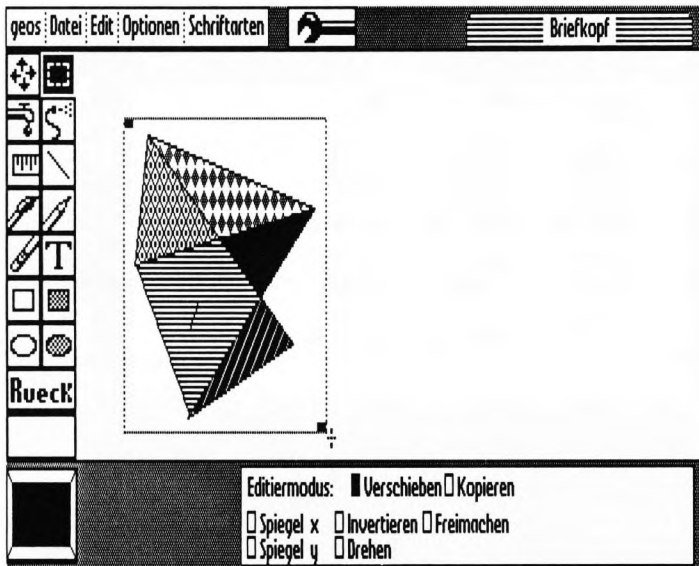 geos Datei Edit Optionen Schriftarten Briefkopf
T
Rueck
Editiermodus: Verschieben Kopieren
Spiegel x Invertieren Freimachen
Spiegel y Drehen